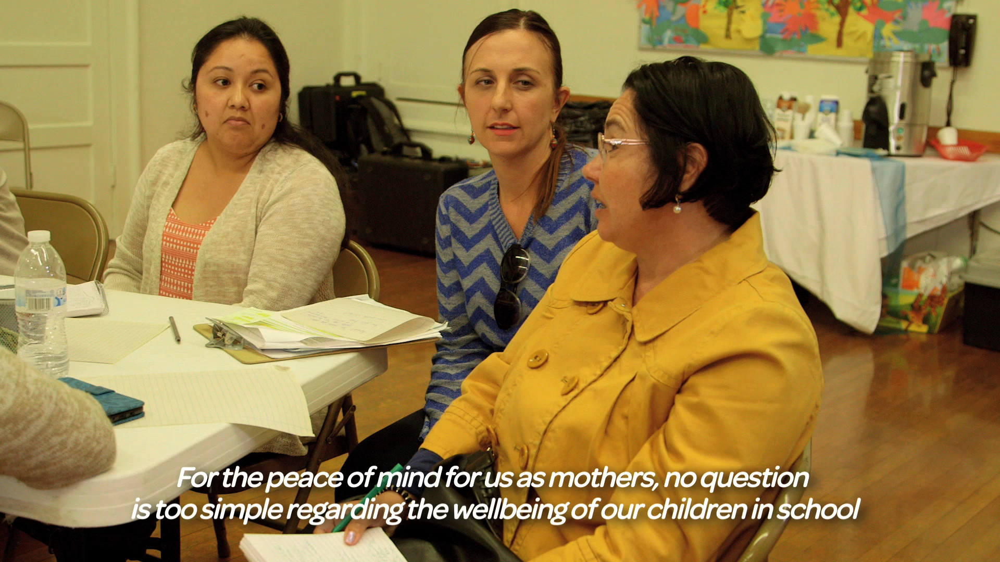 For the peace of mind for us as mothers, no question
is too simple regarding the wellbeing of our children in school